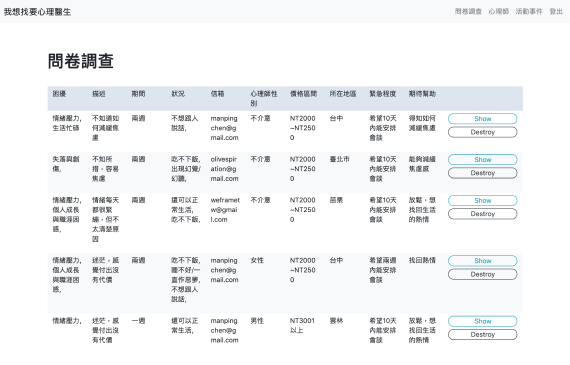 我想找要心理醫生
問卷調查 心理師 活動事件 登出
問卷調查
困擾 描述 期間 狀況 信箱 心理師性別 價格區間 所在地區 緊急程度 期待幫助
情緒壓力, 生活忙碌 不知道如何減緩焦慮 兩週 不想跟人說話, manpingchen@gmail.com 不介意 NT2000~NT2500 台中 希望10天內能安排會談 得知如何減緩焦慮 Show
Destroy
失落與創傷, 不知所措,容易焦慮 兩週 吃不下飯, 出現幻覺/幻聽, olivespiration@gmail.com 不介意 NT2000~NT2500 臺北市 希望10天內能安排會談 能夠減緩焦慮感 Show
Destroy
情緒壓力, 個人成長與職涯困惑, 情緒每天都很緊繃,但不太清楚原因 兩週 還可以正常生活, 吃不下飯, weframetw@gmail.com 不介意 NT2000~NT2500 苗栗 希望10天內能安排會談 放鬆,想找回生活的熱情 Show
Destroy
情緒壓力, 個人成長與職涯困惑, 迷茫,感覺付出沒有代價 兩週 吃不下飯, 睡不好/一直作惡夢, 不想跟人說話, manpingchen@gmail.com 女性 NT2000~NT2500 台中 希望兩週內能安排會談 找回熱情 Show
Destroy
情緒壓力, 迷茫,感覺付出沒有代價 一週 還可以正常生活, manpingchen@gmail.com 男性 NT3001以上 雲林 希望10天內能安排會談 放鬆,想找回生活的熱情 Show
Destroy